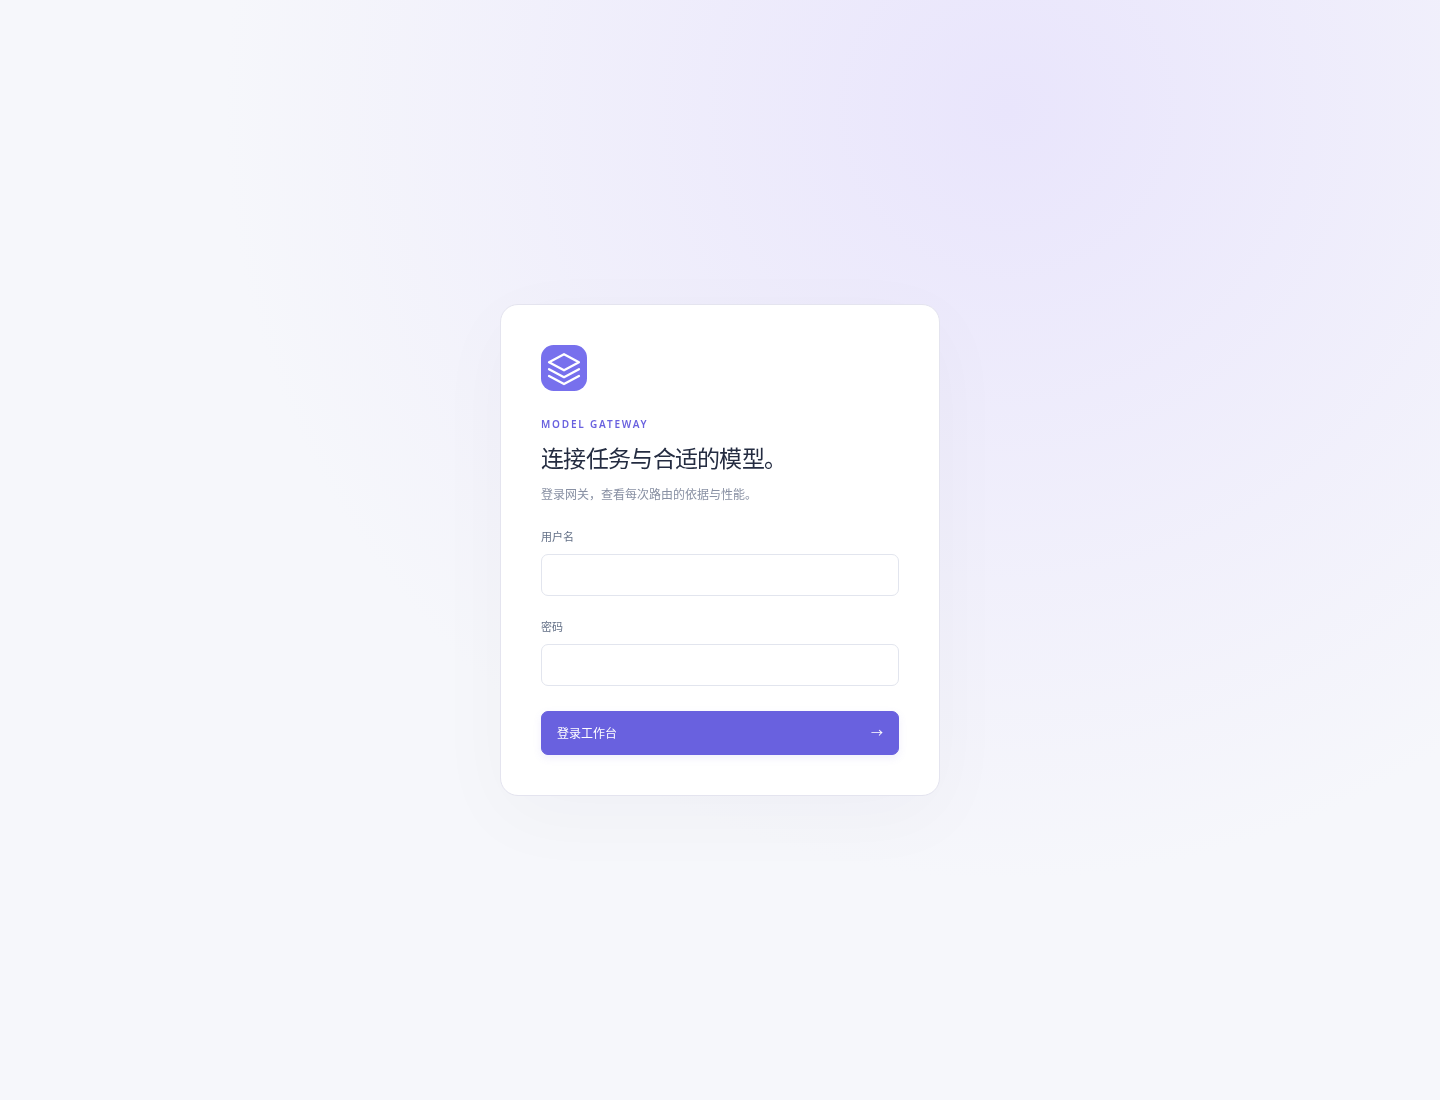 MODEL GATEWAY
连接任务与合适的模型。
登录网关，查看每次路由的依据与性能。
用户名
密码
登录工作台 →